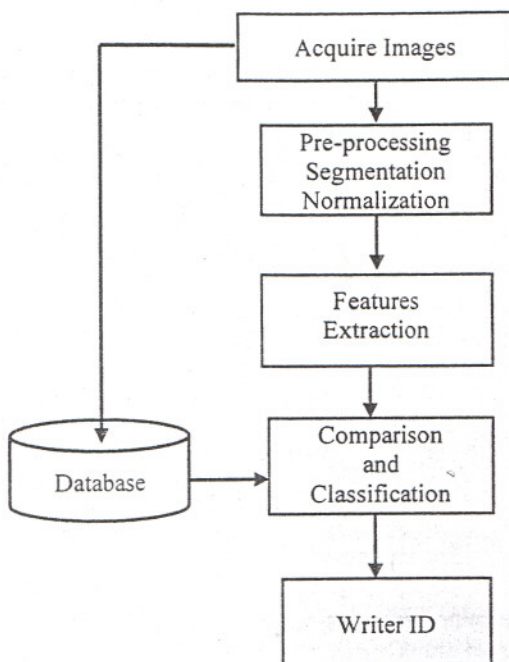 Acquire Images
Pre-processing
Segmentation
Normalization
Features
Extraction
Comparison
and
Classification
Database
Writer ID